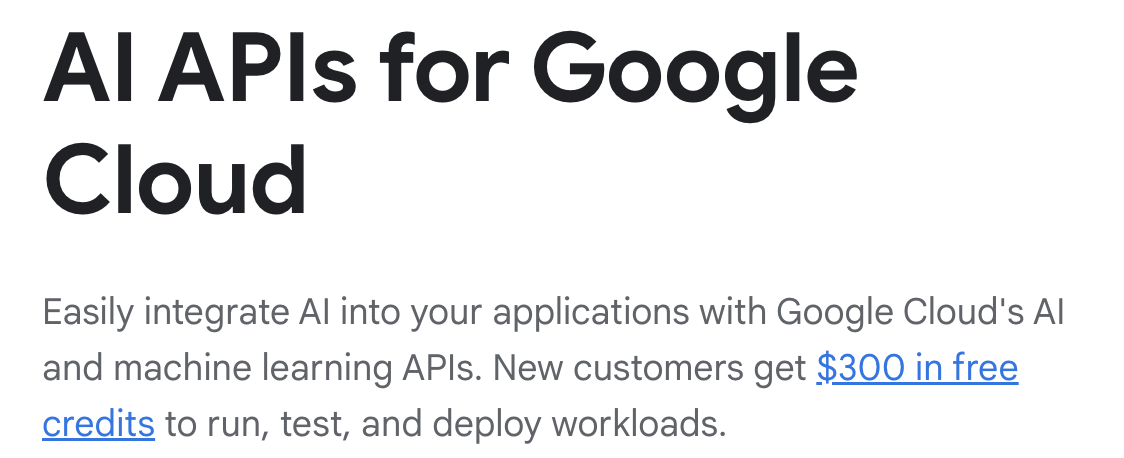 AI APIs for Google
Cloud
Easily integrate AI into your applications with Google Cloud's AI
and machine learning APIs. New customers get $300 in free
credits to run, test, and deploy workloads.